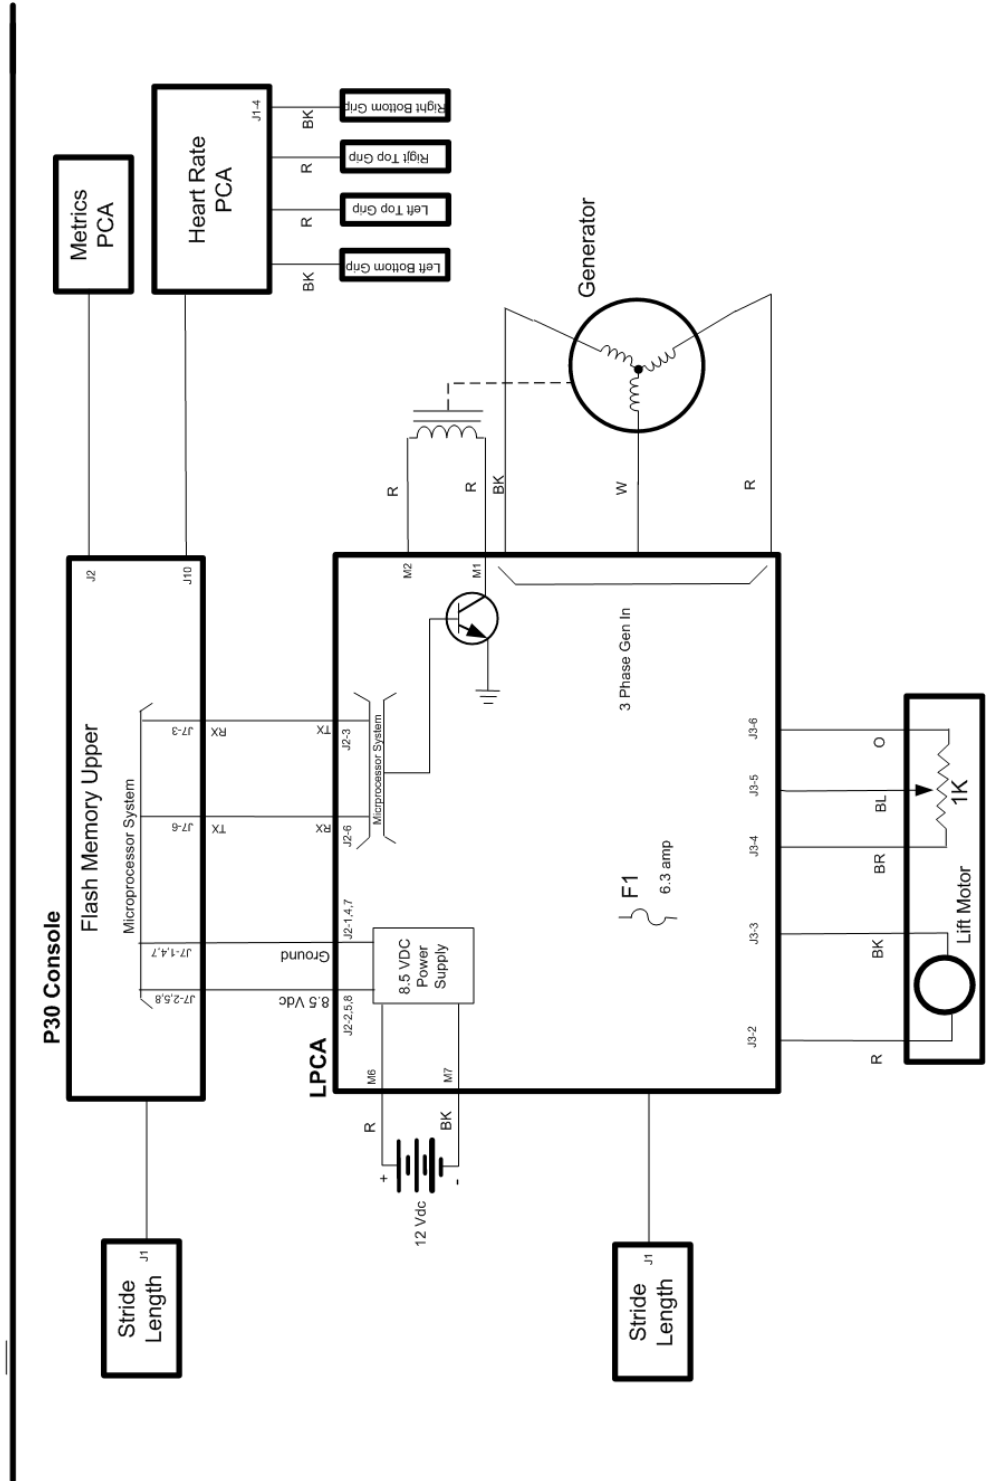 P30 Console
Flash Memory Upper
Microprocessor System
J2
J10
J7-3
J7-6
J7-1,4,7
J7-2,5,8
Metrics
PCA
Heart Rate
PCA
J1-4
BK
R
R
BK
Right Bottom Grip
Rigjt Top Grip
Left Top Grip
Left Bottom Grip
RX
TX
TX
RX
Ground
8.5 Vdc
J2-3
J2-6
J2-1,4,7
J2-2,5,8
Stride
Length
J1
LPCA
Micrprocessor System
8.5 VDC
Power
Supply
M6
M7
R
BK
+
-
12 Vdc
M2
M1
R
R
BK
W
R
Generator
3 Phase Gen In
F1
6.3 amp
J3-6
J3-5
J3-4
J3-3
J3-2
O
BL
BR
BK
R
1K
Lift Motor
Stride
Length
J1